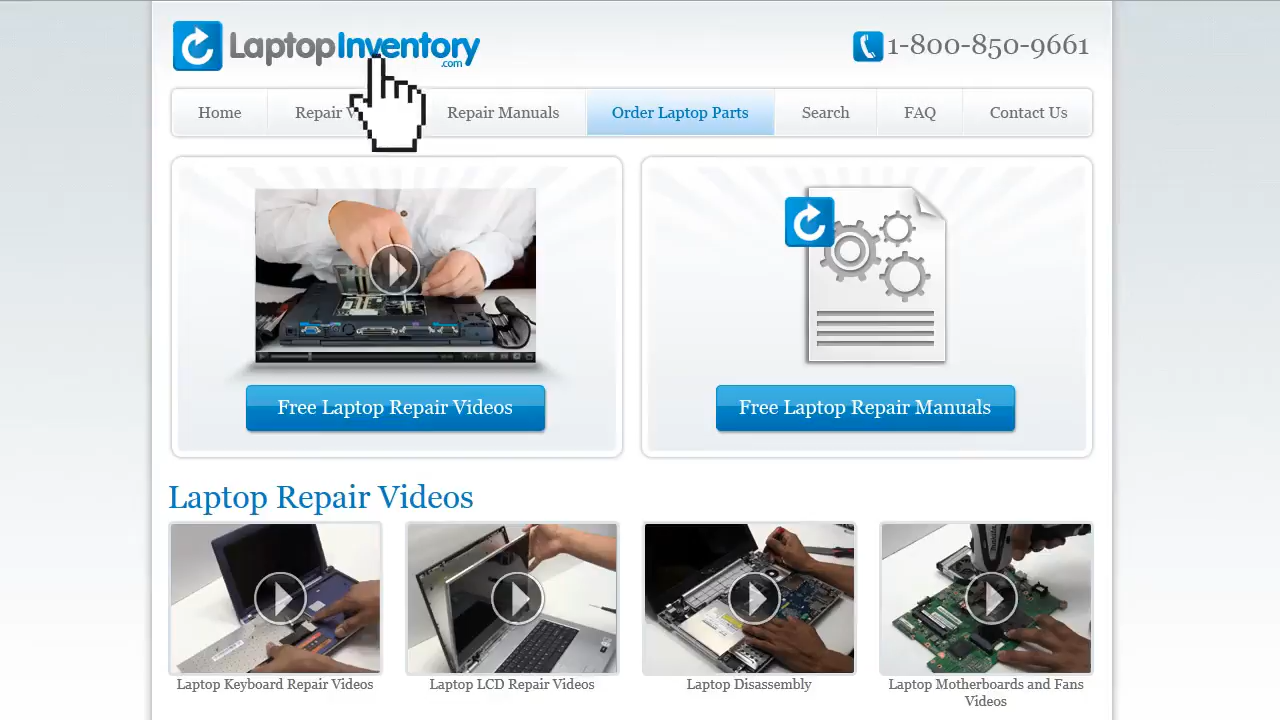 LaptopInventory
.com
1-800-850-9661
Home
Repair V
Repair Manuals
Order Laptop Parts
Search
FAQ
Contact Us
Free Laptop Repair Videos
Free Laptop Repair Manuals
Laptop Repair Videos
Laptop Keyboard Repair Videos
Laptop LCD Repair Videos
Laptop Disassembly
Laptop Motherboards and Fans
Videos